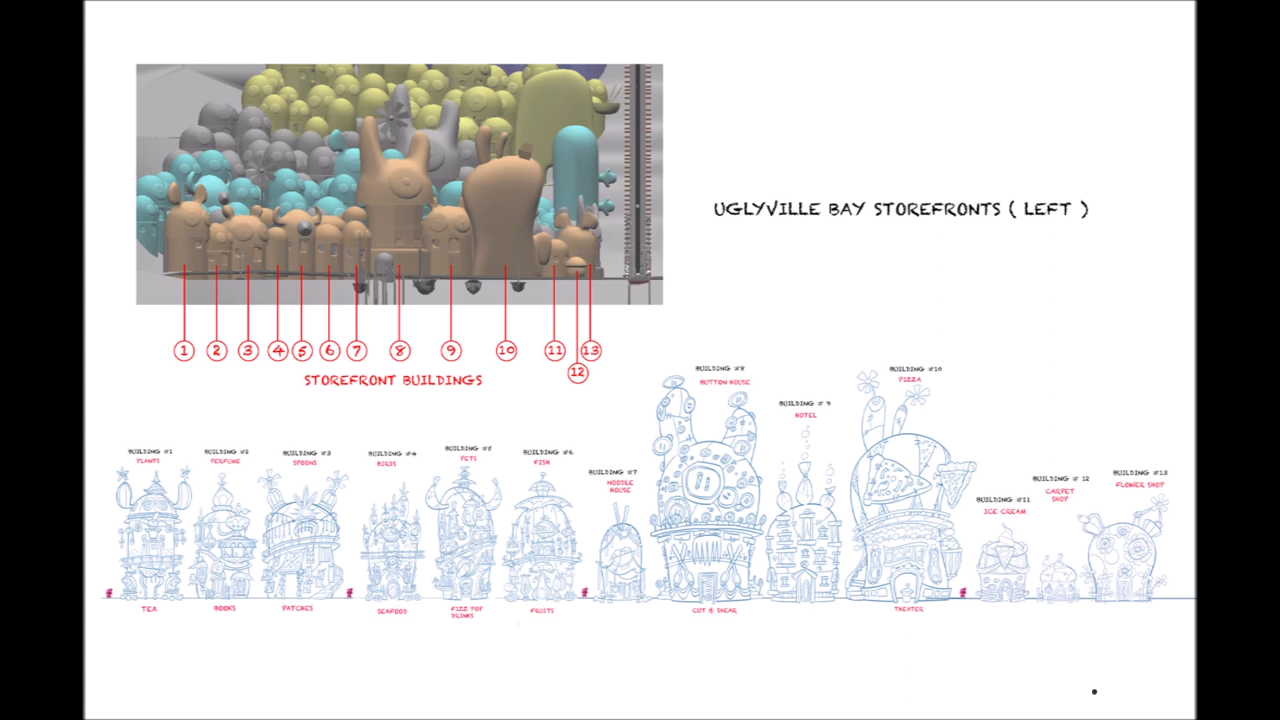 UGLYVILLE BAY STOREFRONTS ( LEFT )
1 2 3 4 5 6 7 8 9 10 11 13
12
STOREFRONT BUILDINGS
BUILDING #1
PLANTS
TEA
BUILDING #2
PERFUME
BOOKS
BUILDING #3
SPOONS
PATCHES
BUILDING #4
BIRDS
SEAFOOD
BUILDING #5
PETS
FIZZ POP
DRINKS
BUILDING #6
FISH
FRUITS
BUILDING #7
NOODLE
HOUSE
BUILDING #8
BUTTON HOUSE
CUT & SHEAR
BUILDING # 9
HOTEL
BUILDING #10
PIZZA
THEATER
BUILDING #11
ICE CREAM
BUILDING # 12
CARPET
SHOP
BUILDING #13
FLOWER SHOP